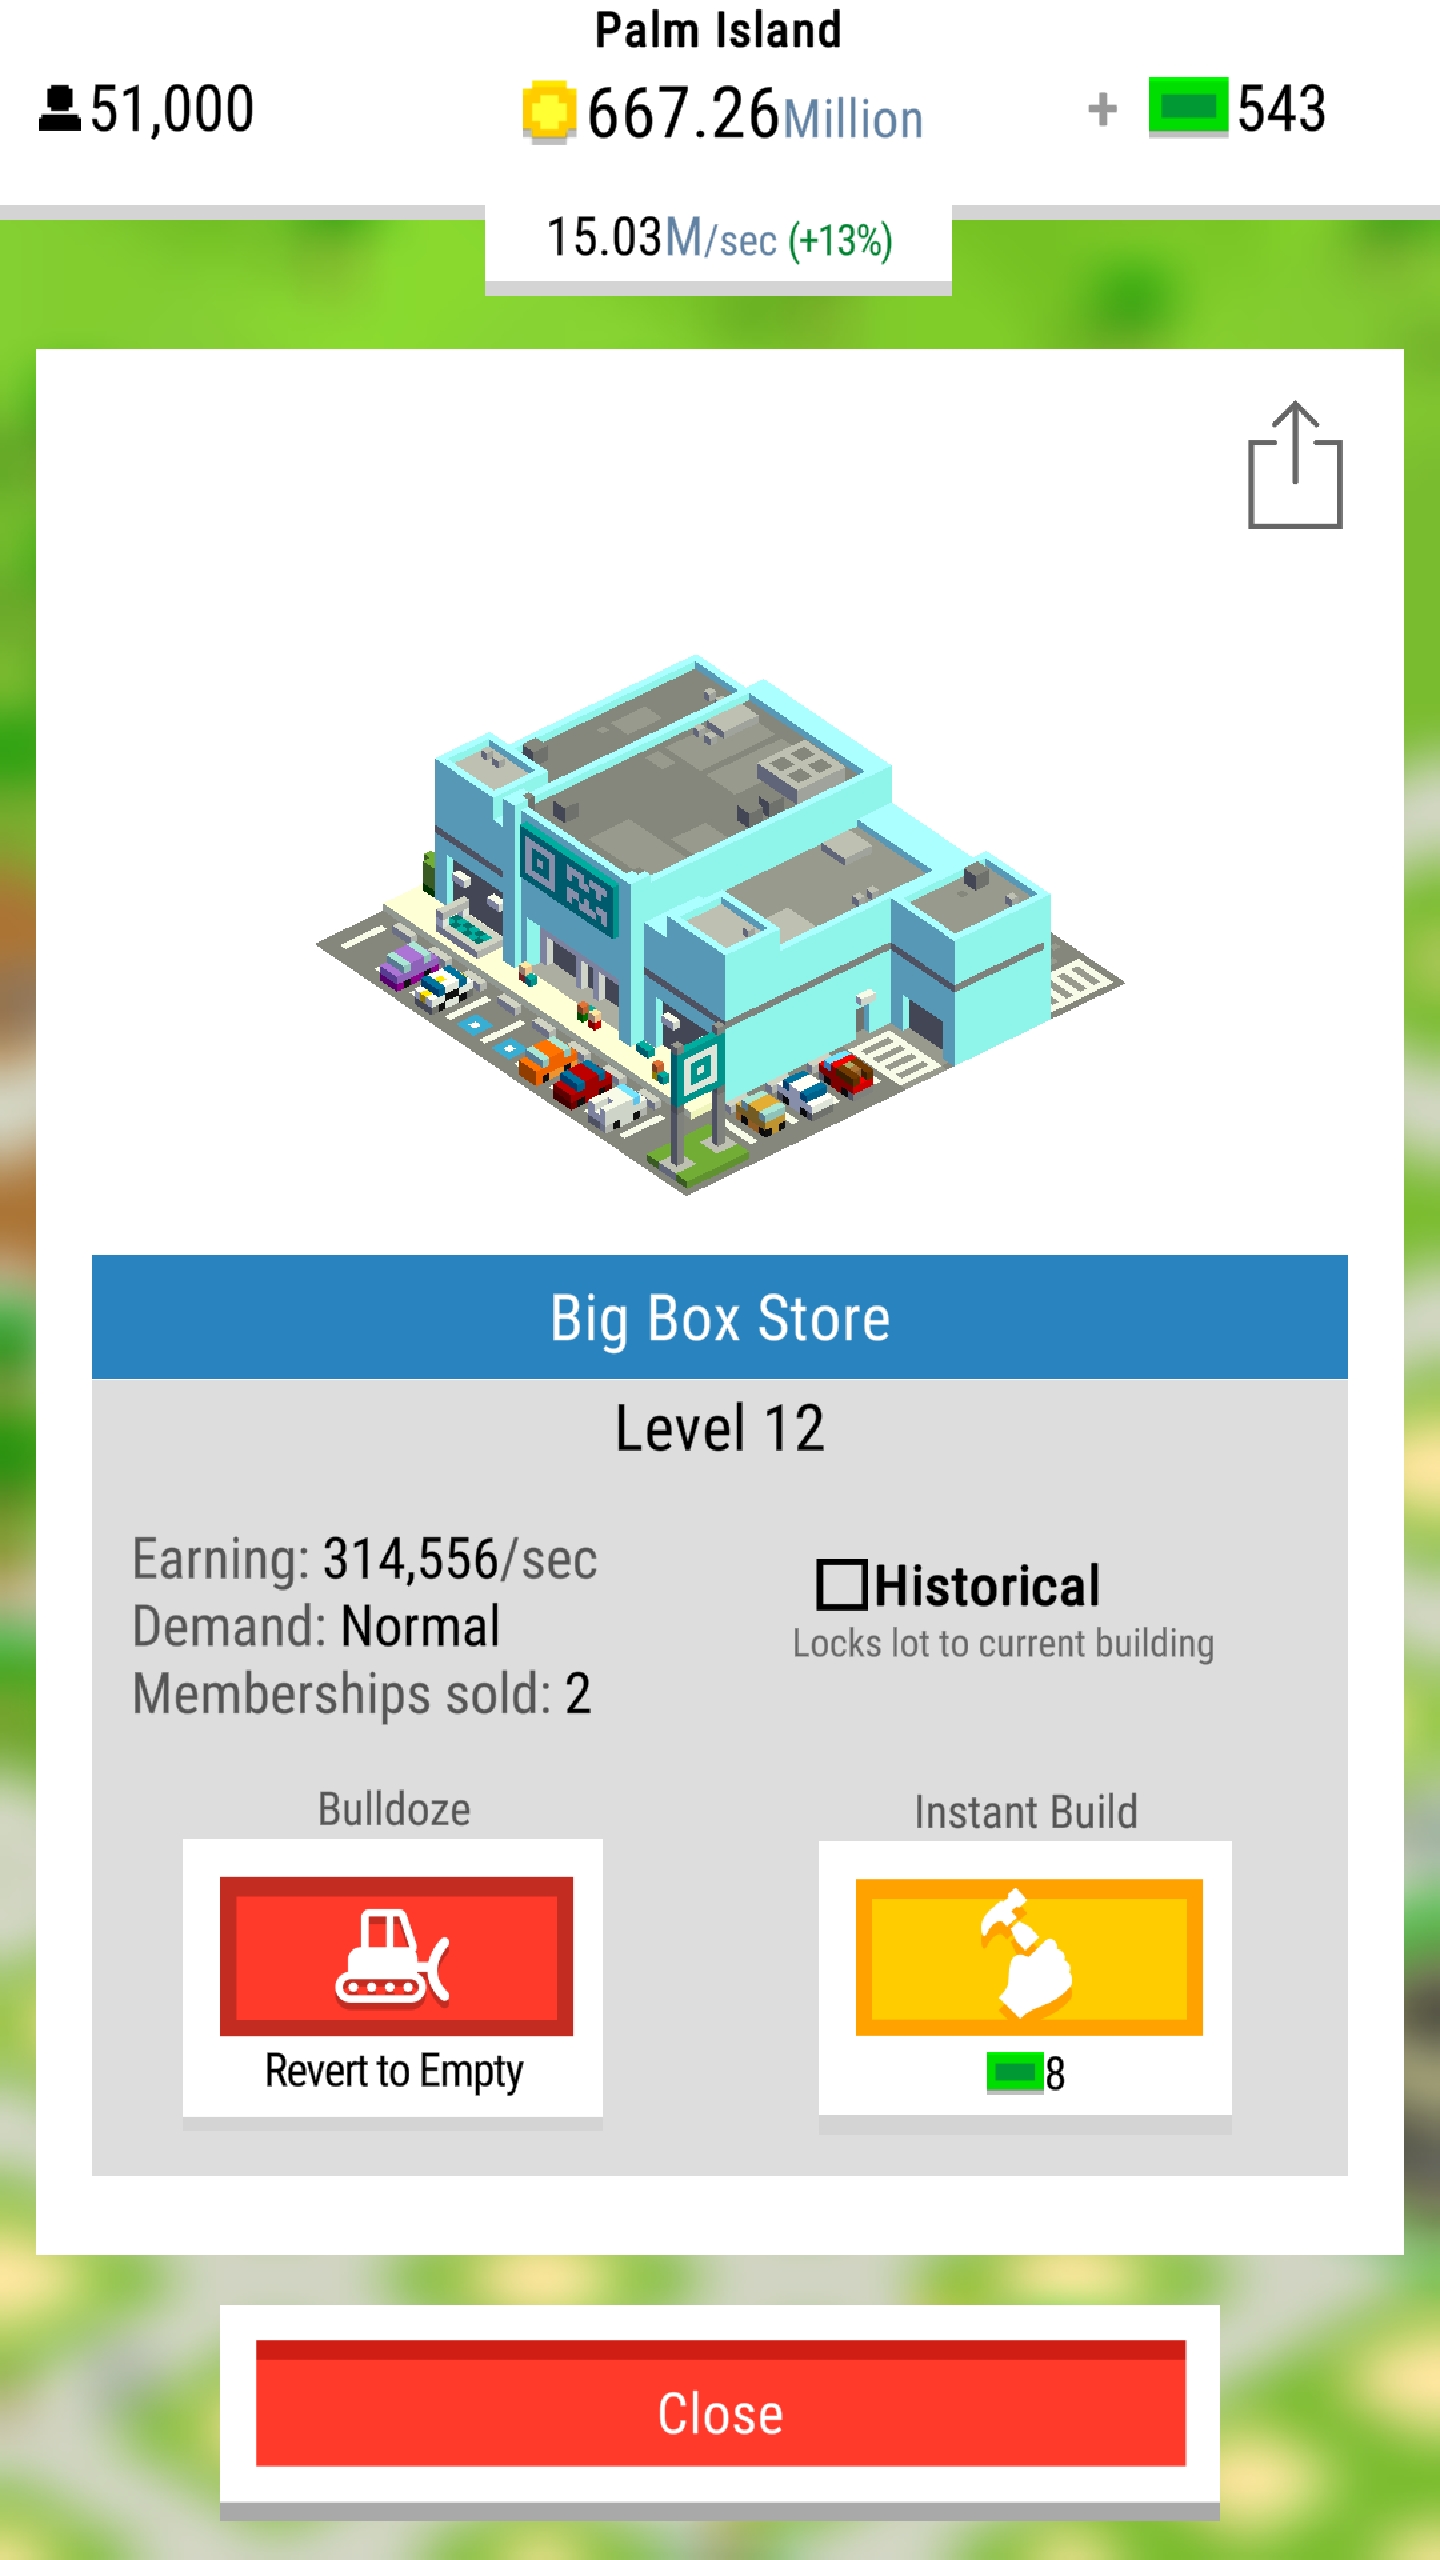 Palm Island
51,000
667.26Million
+ 543
15.03M/sec (+13%)
Big Box Store
Level 12
Earning: 314,556/sec
Demand: Normal
Memberships sold: 2
Historical
Locks lot to current building
Bulldoze
Revert to Empty
Instant Build
8
Close